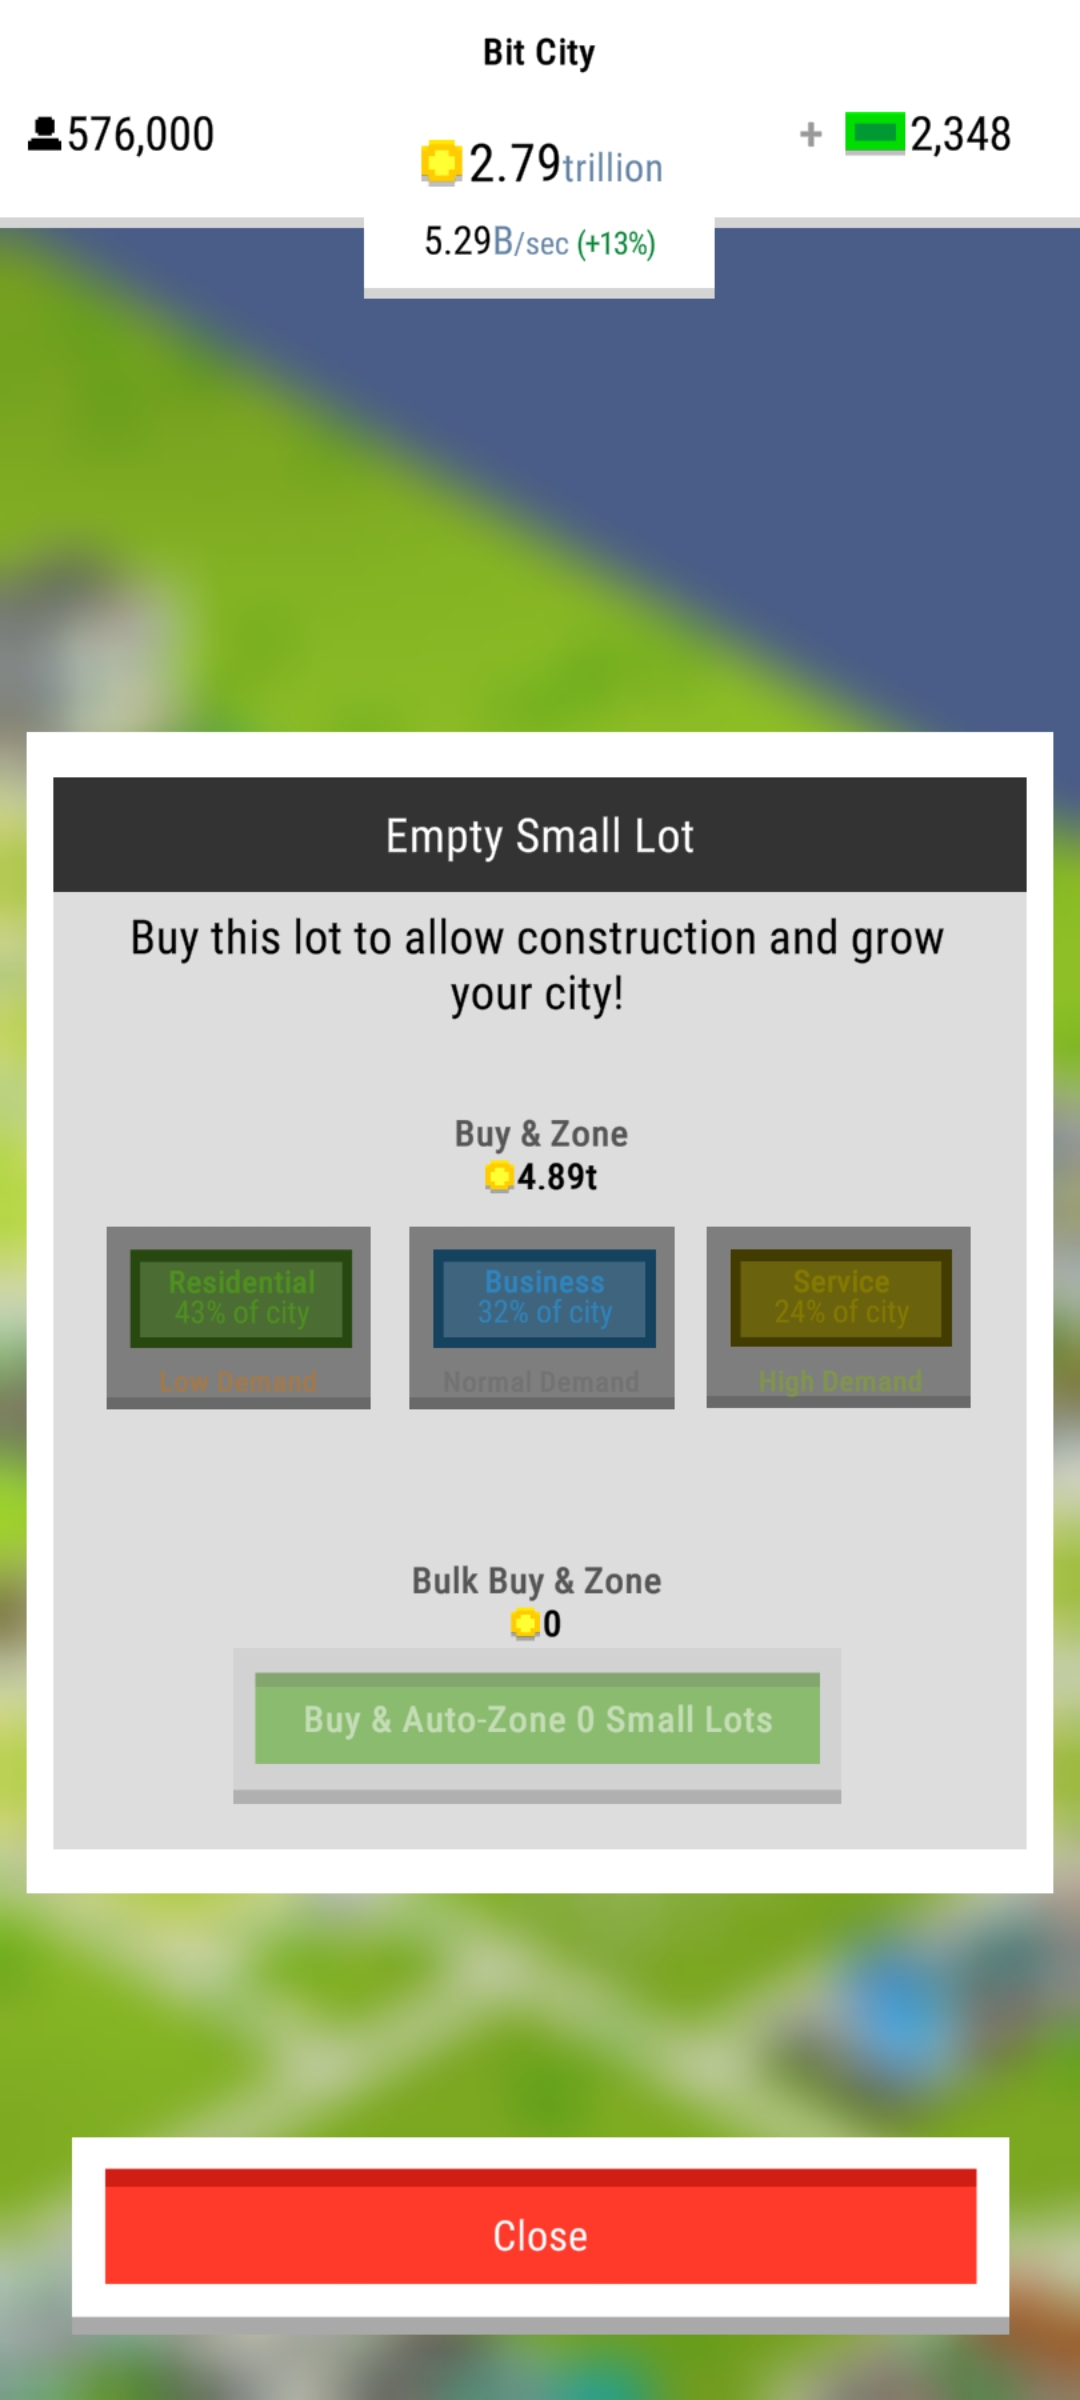 Bit City
576,000
2.79trillion
+ 2,348
5.29B/sec (+13%)
Empty Small Lot
Buy this lot to allow construction and grow
your city!
Buy & Zone
4.89t
Residential
43% of city
Low Demand
Business
32% of city
Normal Demand
Service
24% of city
High Demand
Bulk Buy & Zone
0
Buy & Auto-Zone 0 Small Lots
Close